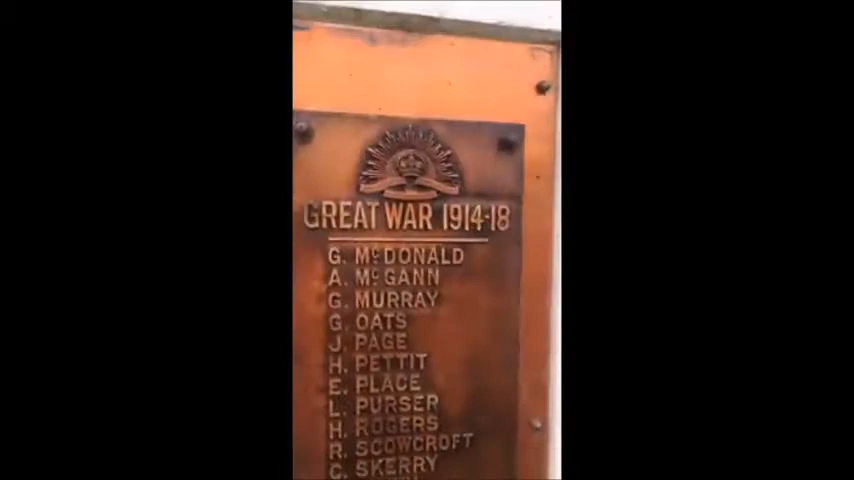 GREAT WAR 1914-18
G. McDONALD
A. McGANN
G. MURRAY
G. OATS
J. PAGE
H. PETTIT
E. PLACE
L. PURSER
H. ROGERS
R. SCOWCROFT
G. SKERRY